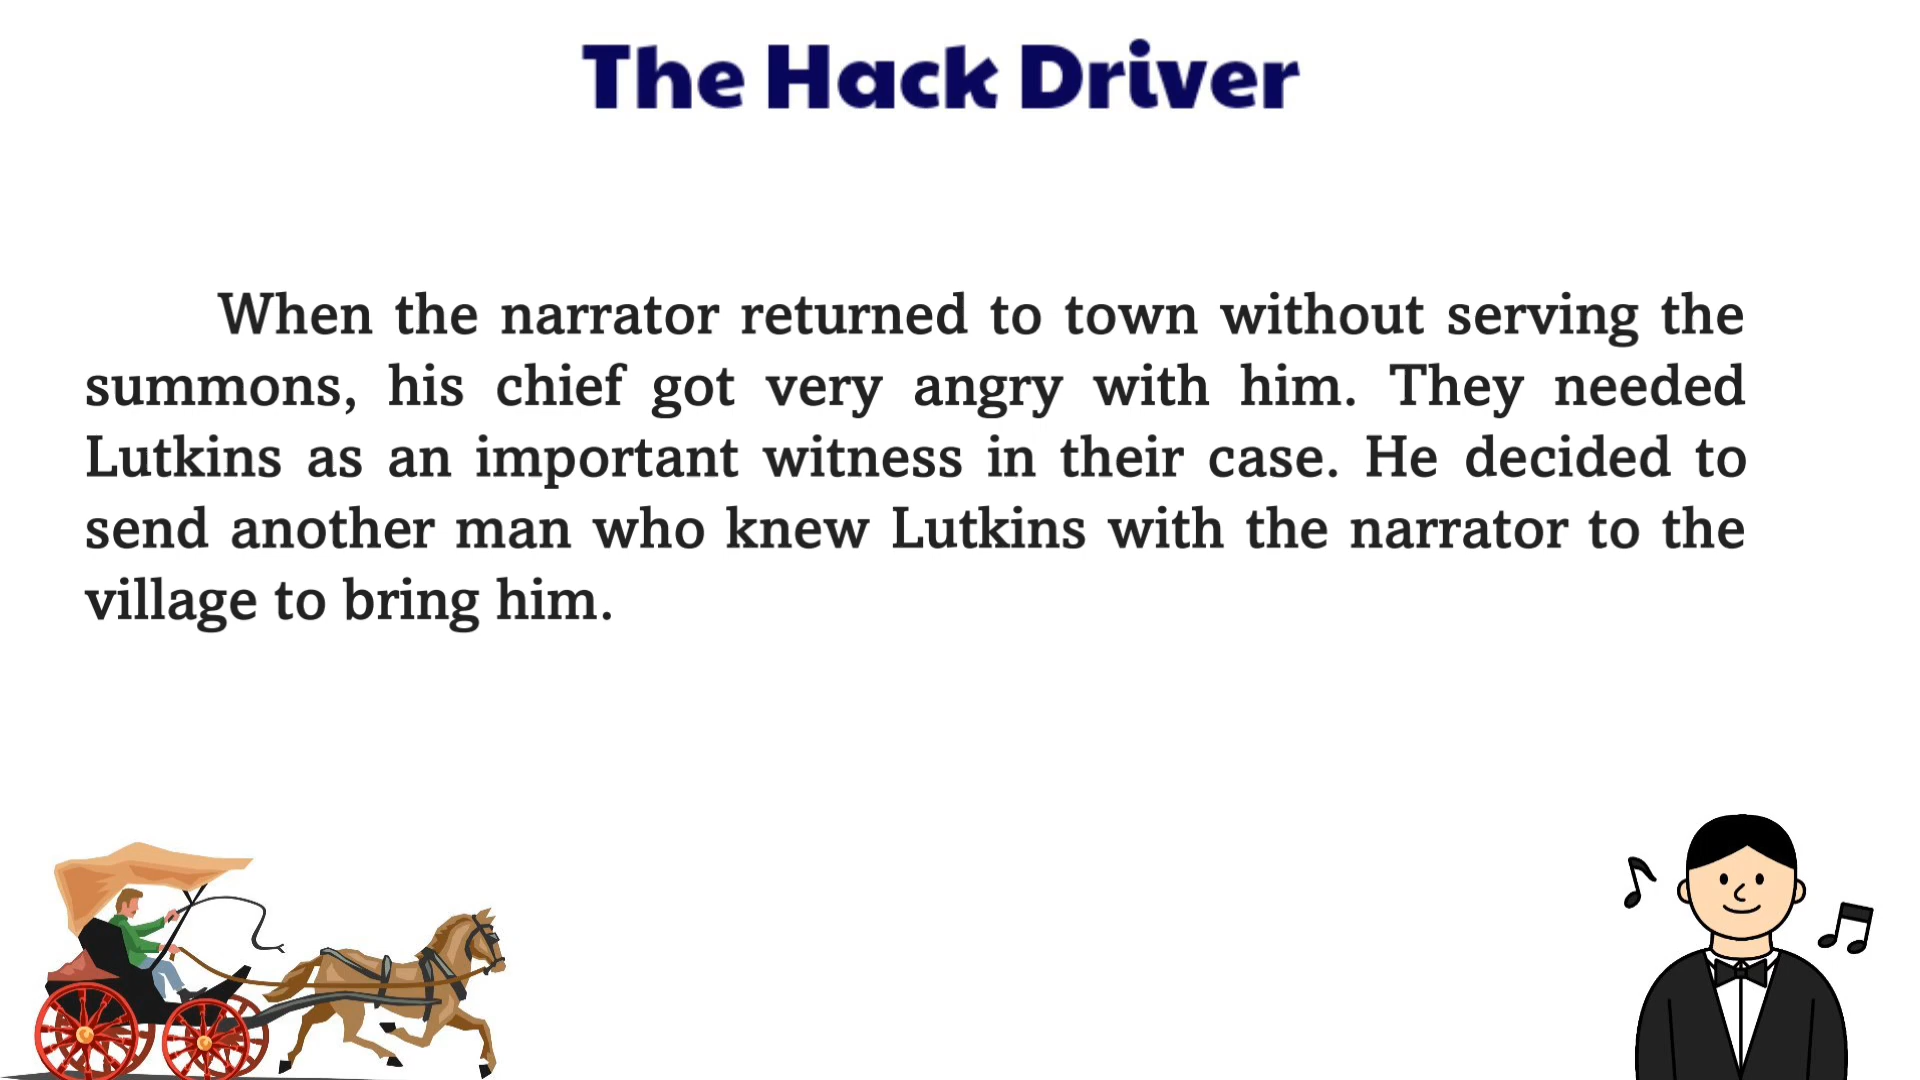 The Hack Driver
When the narrator returned to town without serving the
summons, his chief got very angry with him. They needed
Lutkins as an important witness in their case. He decided to
send another man who knew Lutkins with the narrator to the
village to bring him.